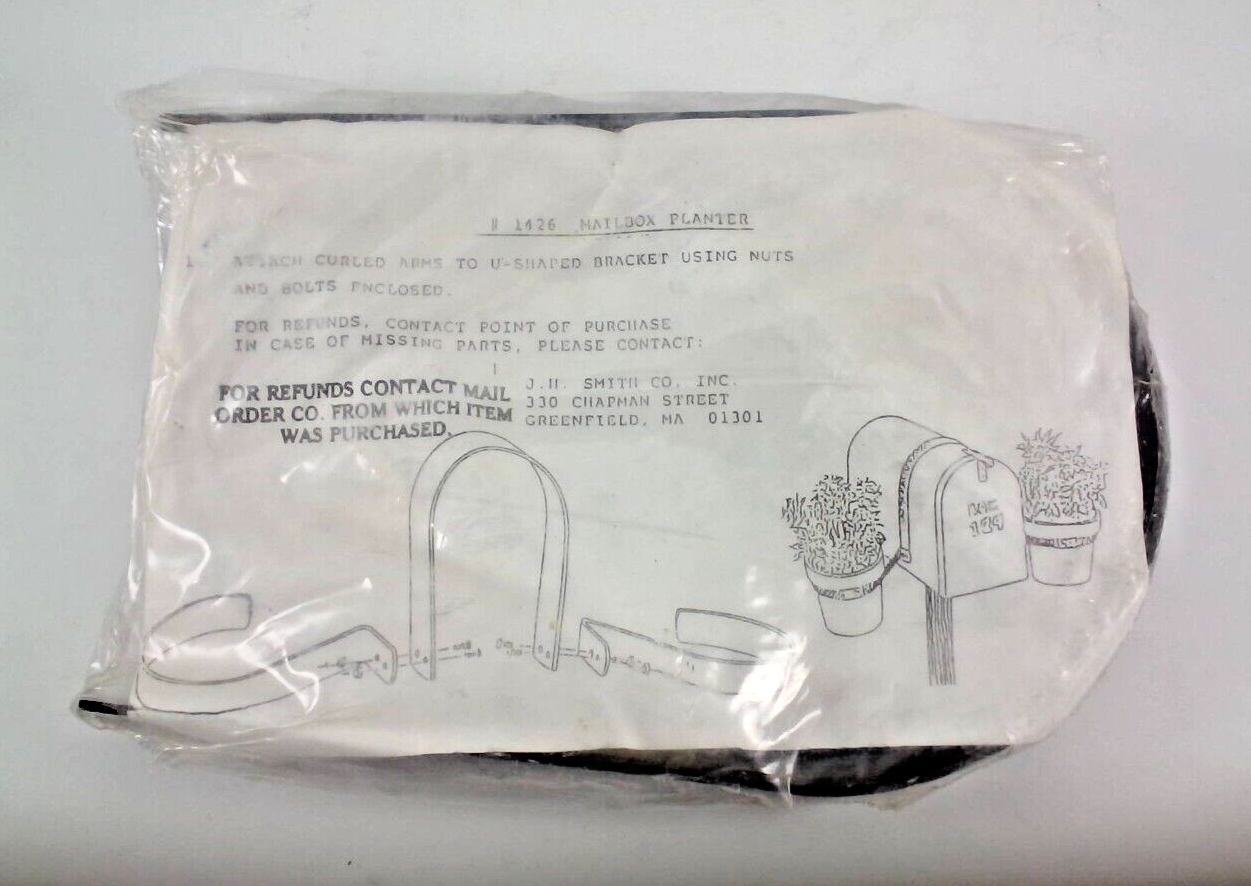 # 1426 MAILBOX PLANTER
1. ATTACH CURLED ARMS TO U-SHAPED BRACKET USING NUTS
AND BOLTS ENCLOSED.
FOR REFUNDS, CONTACT POINT OF PURCHASE
IN CASE OF MISSING PARTS, PLEASE CONTACT:
J.H. SMITH CO. INC.
330 CHAPMAN STREET
GREENFIELD, MA 01301
FOR REFUNDS CONTACT MAIL
ORDER CO. FROM WHICH ITEM
WAS PURCHASED.